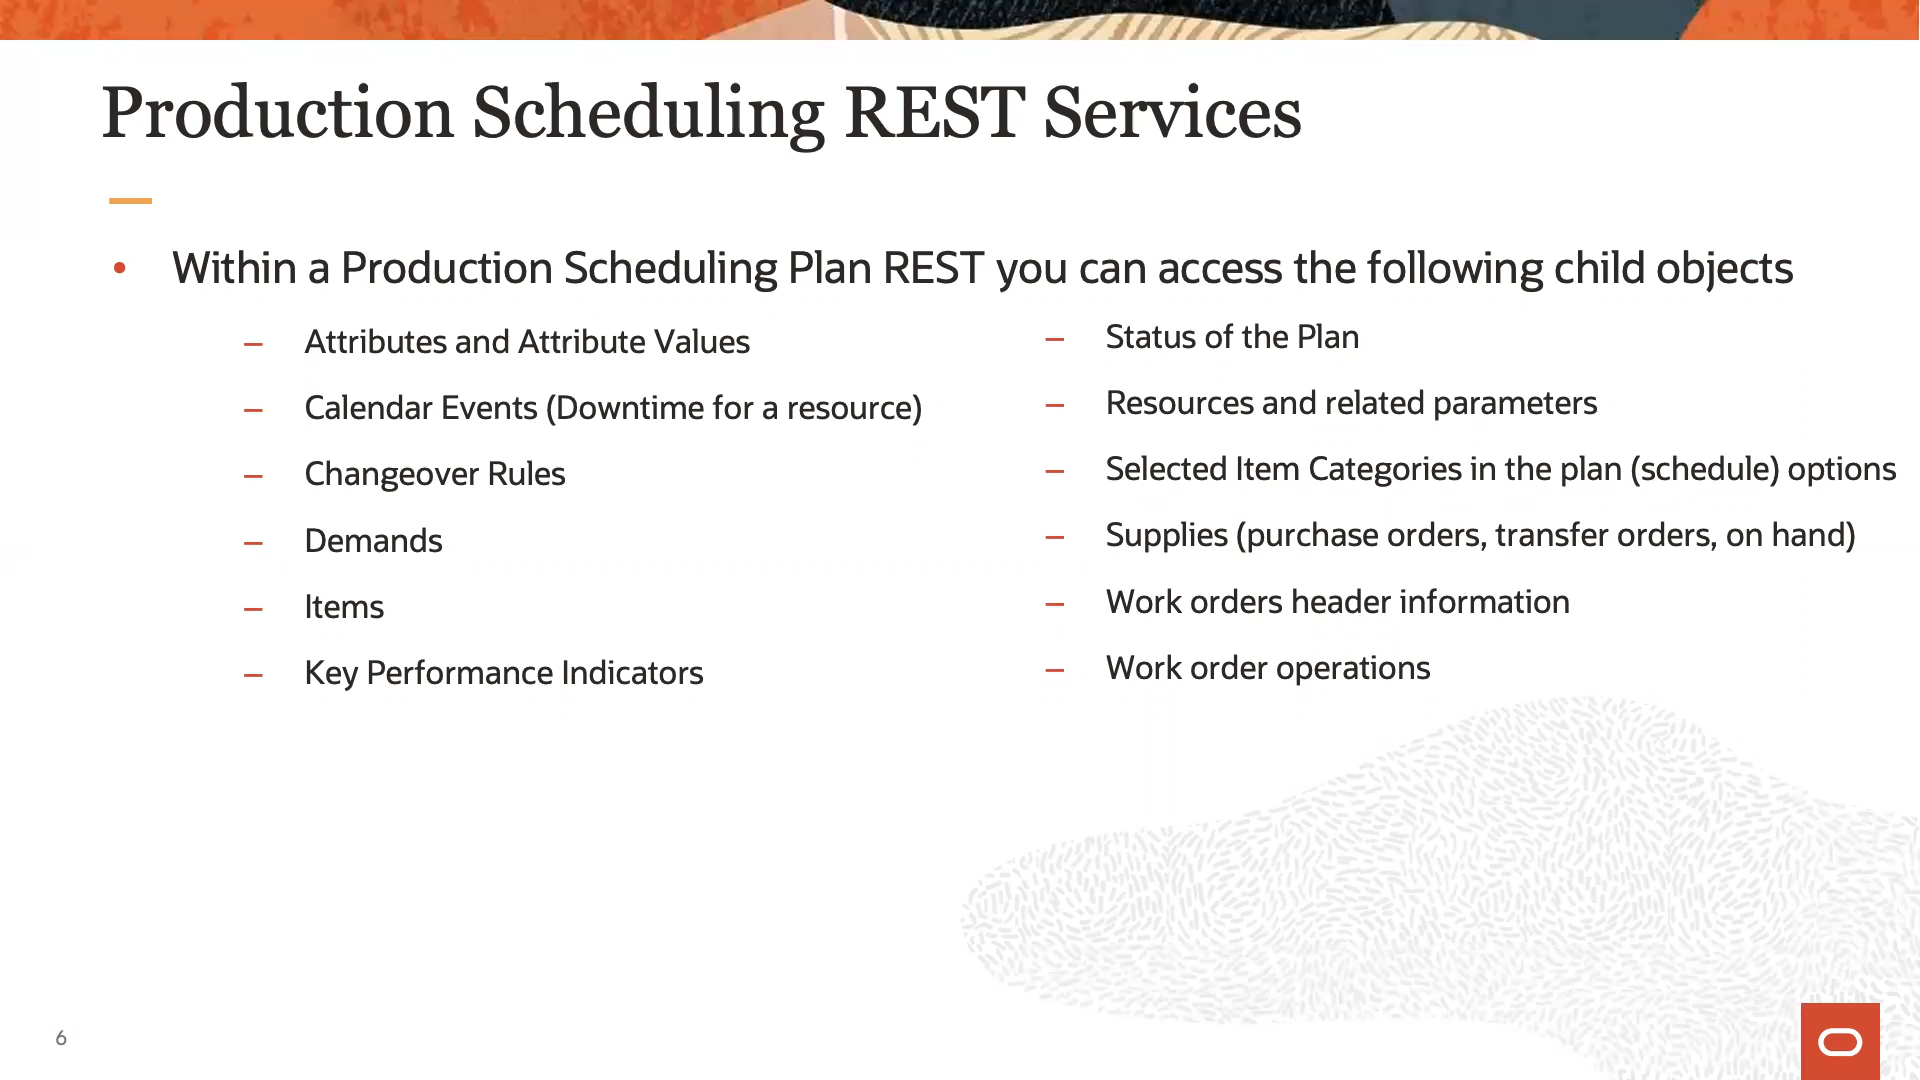 Production Scheduling REST Services
• Within a Production Scheduling Plan REST you can access the following child objects
– Attributes and Attribute Values
– Calendar Events (Downtime for a resource)
– Changeover Rules
– Demands
– Items
– Key Performance Indicators
– Status of the Plan
– Resources and related parameters
– Selected Item Categories in the plan (schedule) options
– Supplies (purchase orders, transfer orders, on hand)
– Work orders header information
– Work order operations
6